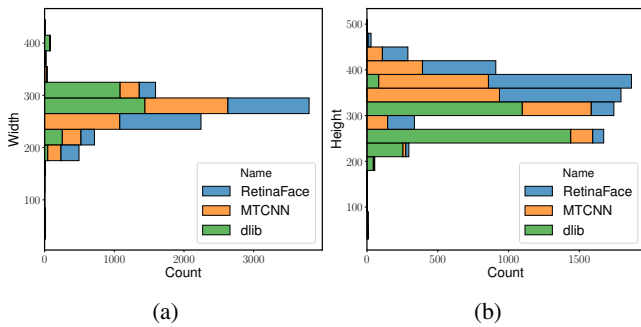 400
300
200
100
Width
0
1000
2000
3000
Count
Name
RetinaFace
MTCNN
dlib
(a)
500
400
300
200
100
Height
0
500
1000
1500
Count
Name
RetinaFace
MTCNN
dlib
(b)